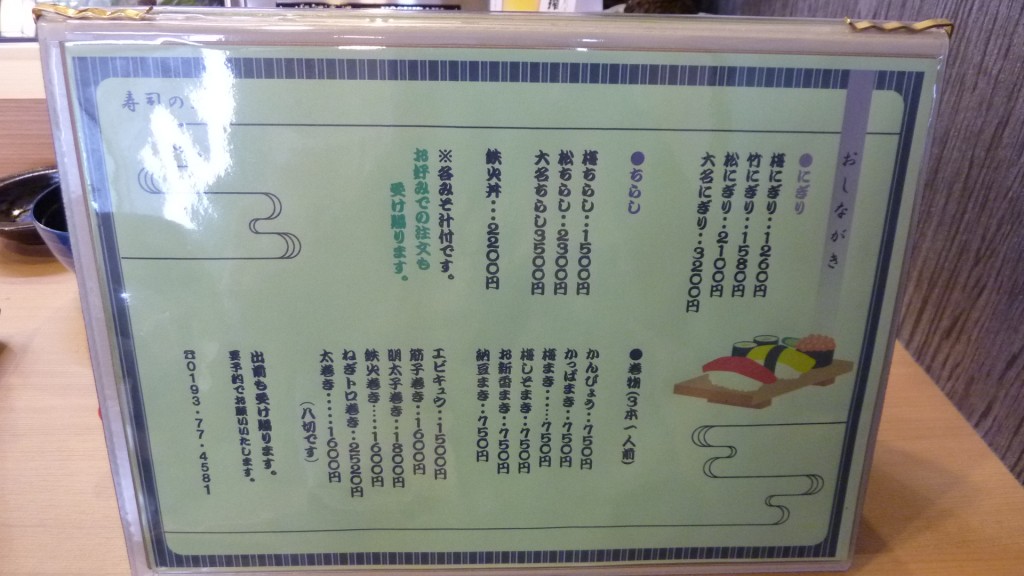 おしながき
●にぎり
梅にぎり・・1260円
竹にぎり・・1580円
松にぎり・・2100円
大名にぎり・・3200円
●ちらし
梅ちらし・・1500円
松ちらし・・2300円
大名ちらし3500円
鉄火丼・・・2200円
※各みそ汁付です。
お好みでの注文も
受け賜ります。
●巻物(3本一人前)
かんぴょう・・750円
かっぱまき・・750円
梅まき・・・・750円
梅しそまき・・750円
お新香まき・・750円
納豆まき・・750円
エビキュウ・・1500円
筋子巻き・・1600円
明太子巻き・・1800円
鉄火巻き・・・・1600円
ねぎトロ巻き・・2520円
太巻き・・・・・1600円
(八切です)
出前も受け賜ります。
要予約でお願いいたします。
☎0193-77-4581
寿司の